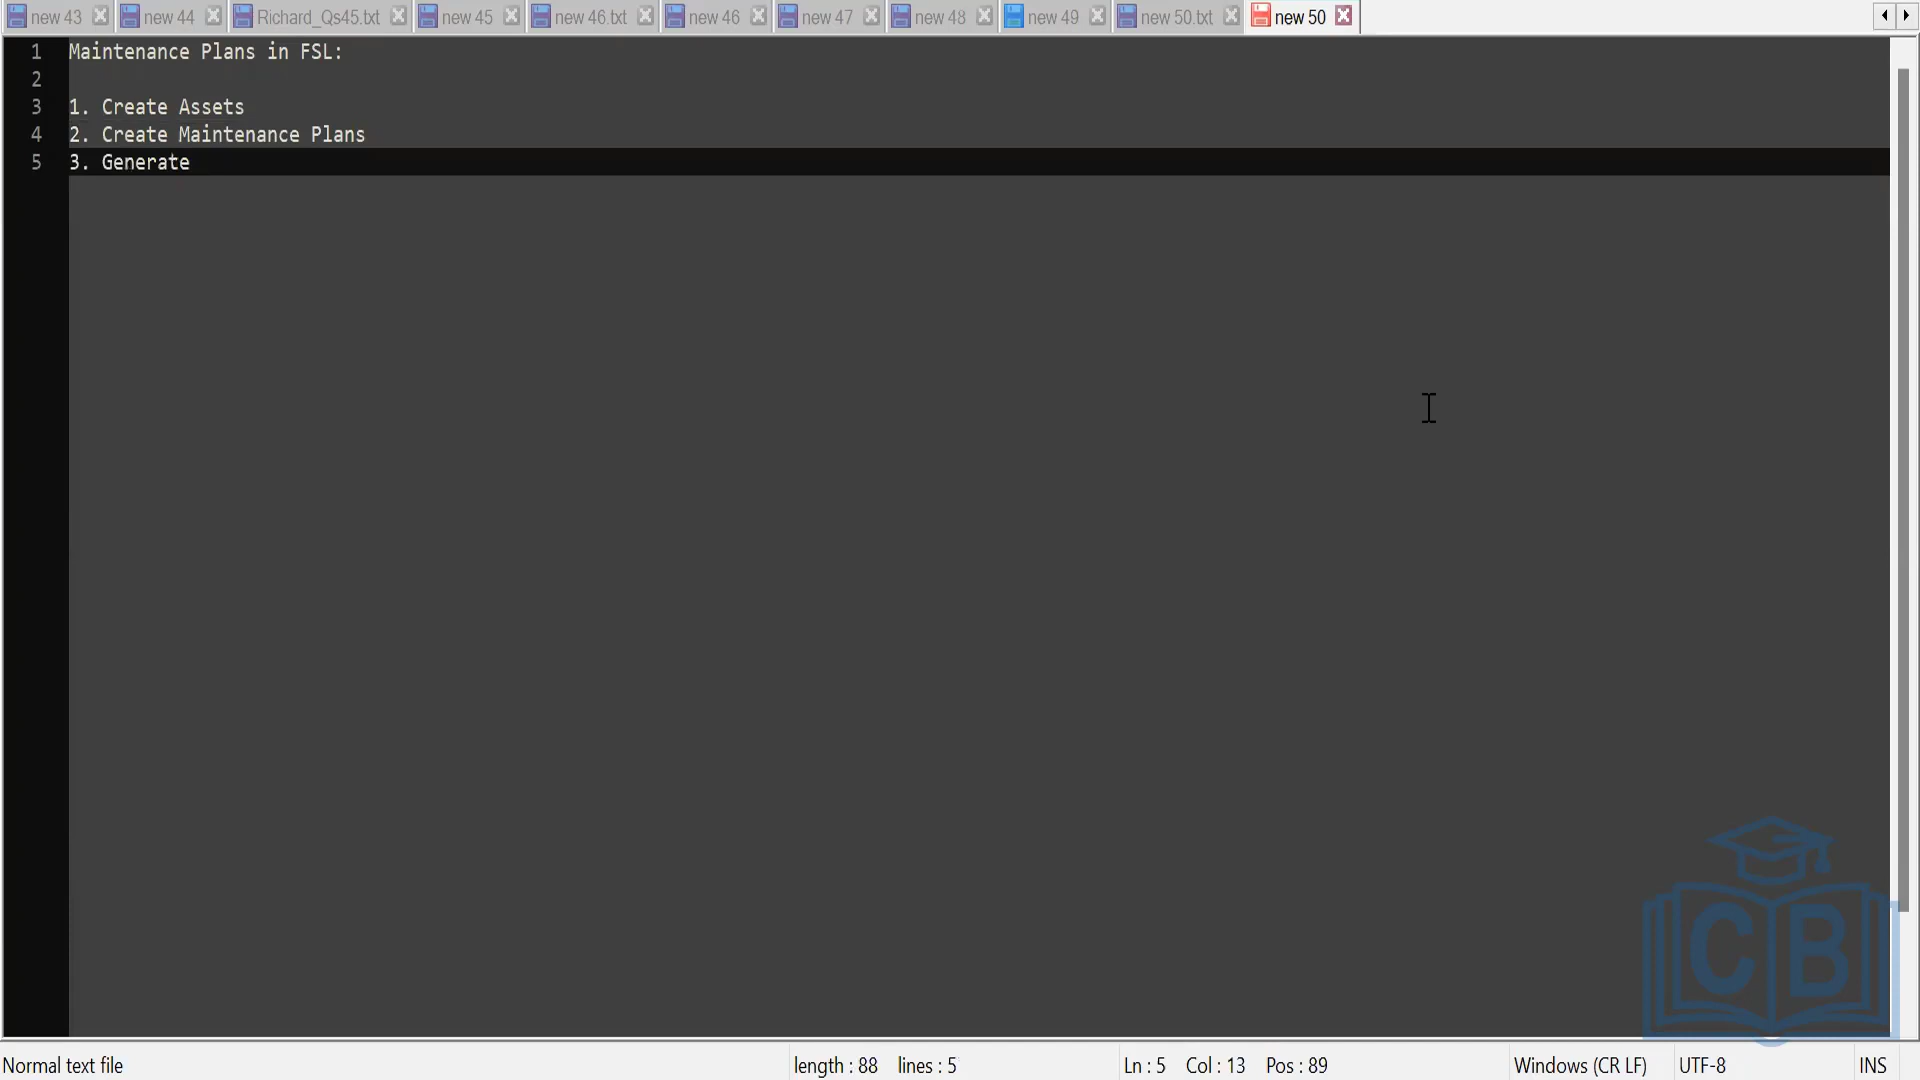 new 43 new 44 Richard_Qs45.txt new 45 new 46.txt new 46 new 47 new 48 new 49 new 50.txt new 50
1 Maintenance Plans in FSL:
2
3 1. Create Assets
4 2. Create Maintenance Plans
5 3. Generate
CB
Normal text file length : 88 lines : 5 Ln : 5 Col : 13 Pos : 89 Windows (CR LF) UTF-8 INS